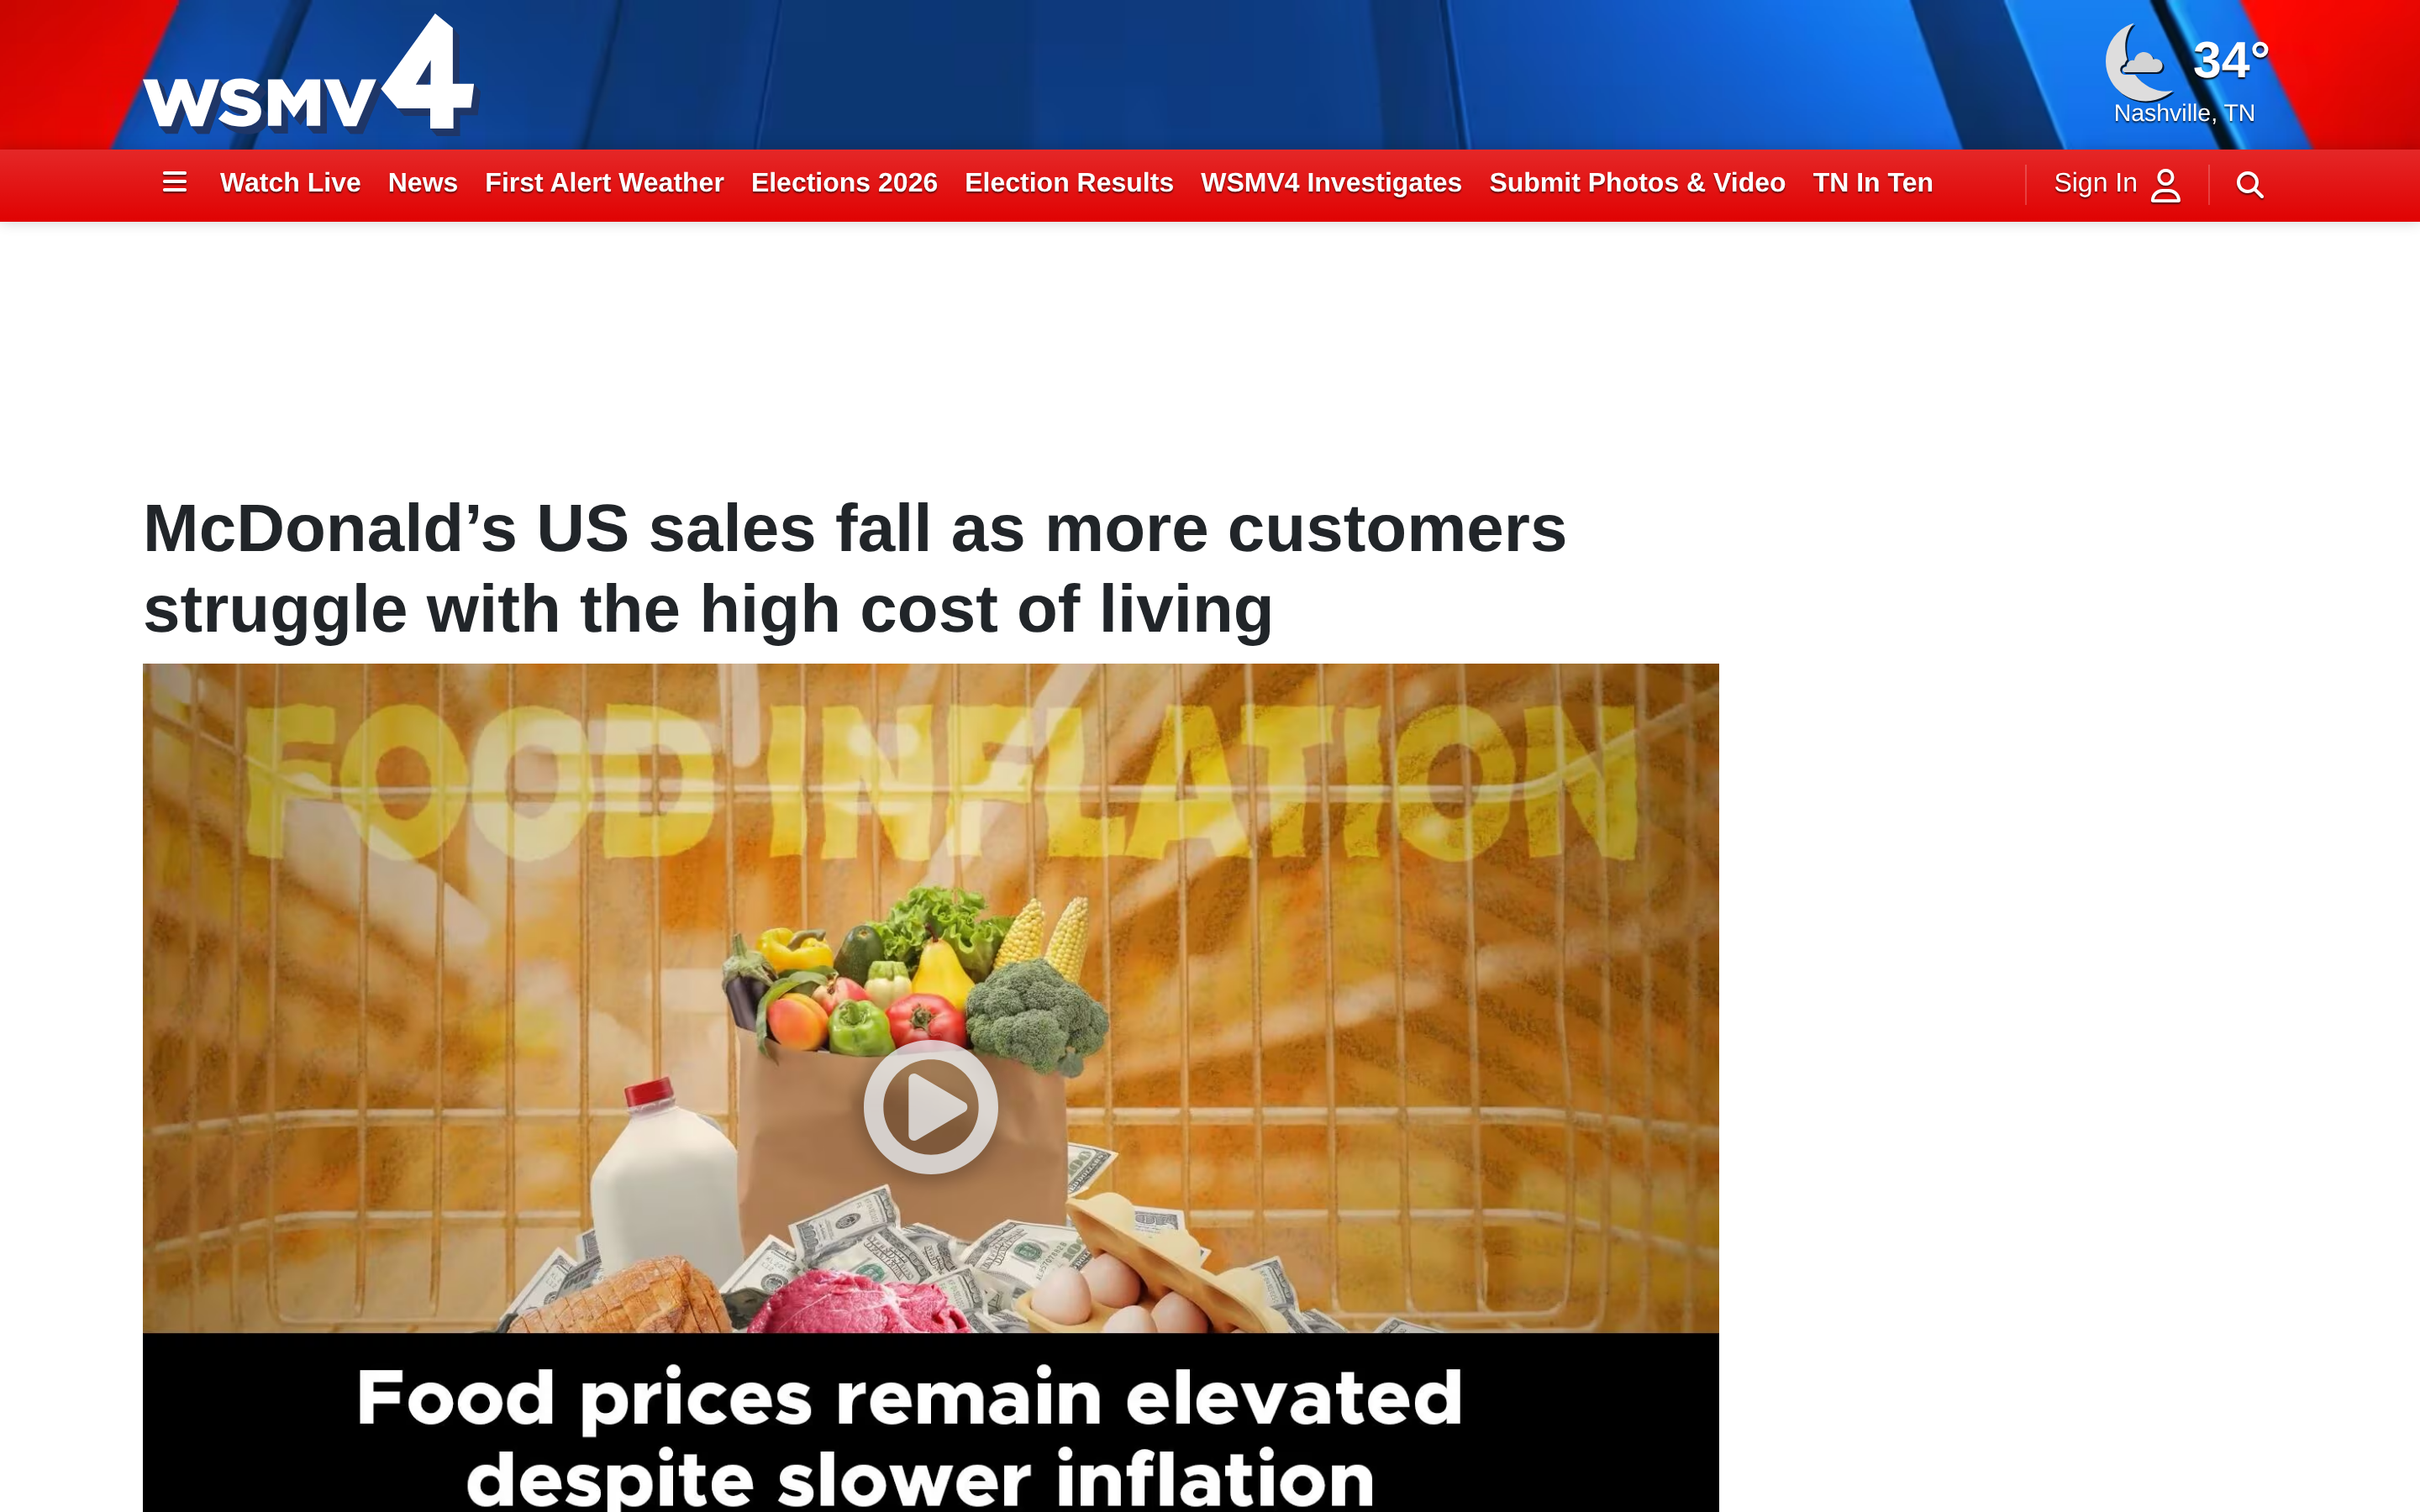 WSMV4
34°
Nashville, TN
Watch Live News First Alert Weather Elections 2026 Election Results WSMV4 Investigates Submit Photos & Video TN In Ten Sign In
McDonald’s US sales fall as more customers
struggle with the high cost of living
FOOD INFLATION
Food prices remain elevated
despite slower inflation